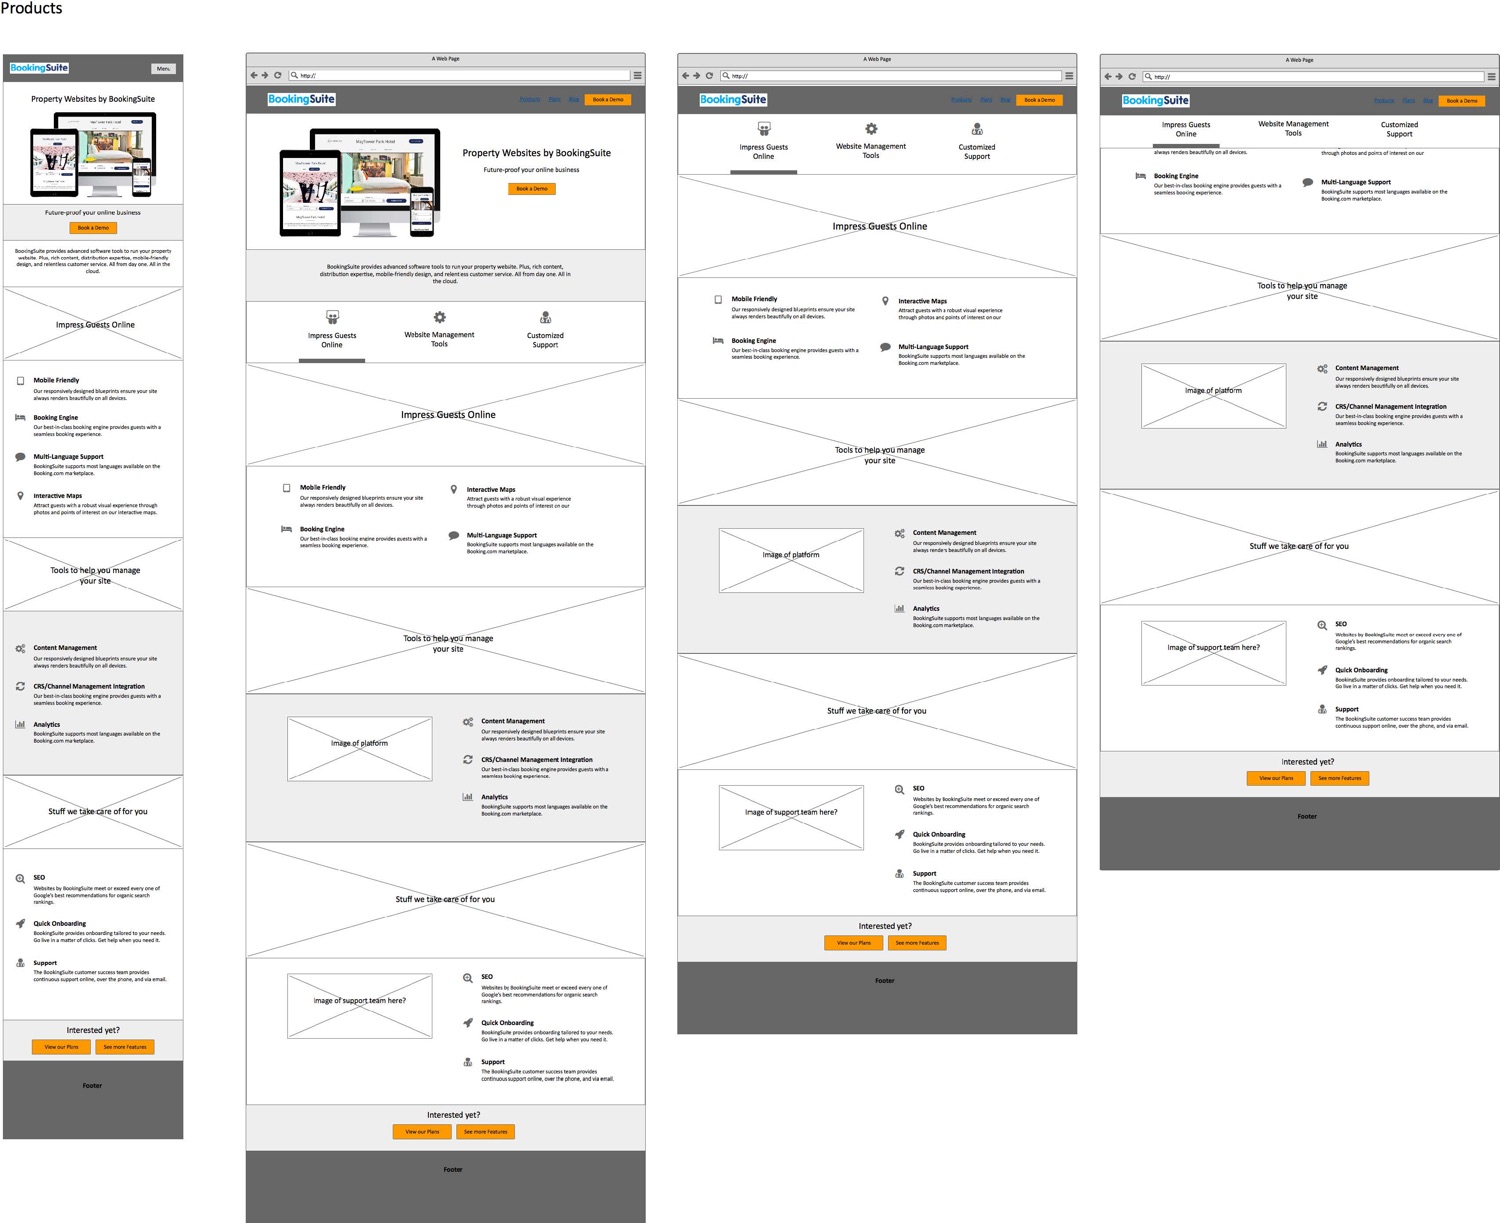 Products
BookingSuite
Menu
Property Websites by BookingSuite
Future-proof your online business
Book a Demo
BookingSuite provides advanced software tools to run your property
website. Plus, rich content, distribution expertise, mobile-friendly
design, and relentless customer service. All from day one. All in the
cloud.
Impress Guests Online
Mobile Friendly
Our responsively designed blueprints ensure your site
always renders beautifully on all devices.
Booking Engine
Our best-in-class booking engine provides guests with a
seamless booking experience.
Multi-Language Support
BookingSuite supports most languages available on the
Booking.com marketplace.
Interactive Maps
Attract guests with a robust visual experience through
photos and points of interest on our interactive maps.
Tools to help you manage
your site
Content Management
Our responsively designed blueprints ensure your site
always renders beautifully on all devices.
CRS/Channel Management Integration
Our best-in-class booking engine provides guests with a
seamless booking experience.
Analytics
BookingSuite supports most languages available on the
Booking.com marketplace.
Stuff we take care of for you
SEO
Websites by BookingSuite meet or exceed every one of
Google's best recommendations for organic search
rankings.
Quick Onboarding
BookingSuite provides onboarding tailored to your needs.
Go live in a matter of clicks. Get help when you need it.
Support
The BookingSuite customer success team provides
continuous support online, over the phone, and via email.
Interested yet?
View our Plans See more Features
Footer
A Web Page
http://
BookingSuite
Products Plans Blog Book a Demo
MayFlower Park Hotel
Property Websites by BookingSuite
Future-proof your online business
Book a Demo
BookingSuite provides advanced software tools to run your property website. Plus, rich content,
distribution expertise, mobile-friendly design, and relentless customer service. All from day one. All in
the cloud.
Impress Guests
Online
Website Management
Tools
Customized
Support
Impress Guests Online
Mobile Friendly
Our responsively designed blueprints ensure your site
always renders beautifully on all devices.
Interactive Maps
Attract guests with a robust visual experience
through photos and points of interest on our
Booking Engine
Our best-in-class booking engine provides guests with a
seamless booking experience.
Multi-Language Support
BookingSuite supports most languages available on the
Booking.com marketplace.
Tools to help you manage
your site
Image of platform
Content Management
Our responsively designed blueprints ensure your site
always renders beautifully on all devices.
CRS/Channel Management Integration
Our best-in-class booking engine provides guests with a
seamless booking experience.
Analytics
BookingSuite supports most languages available on the
Booking.com marketplace.
Stuff we take care of for you
Image of support team here?
SEO
Websites by BookingSuite meet or exceed every one of
Google's best recommendations for organic search
rankings.
Quick Onboarding
BookingSuite provides onboarding tailored to your needs.
Go live in a matter of clicks. Get help when you need it.
Support
The BookingSuite customer success team provides
continuous support online, over the phone, and via email.
Interested yet?
View our Plans See more Features
Footer
A Web Page
http://
BookingSuite
Products Plans Blog Book a Demo
Impress Guests
Online
Website Management
Tools
Customized
Support
Impress Guests Online
Mobile Friendly
Our responsively designed blueprints ensure your site
always renders beautifully on all devices.
Interactive Maps
Attract guests with a robust visual experience
through photos and points of interest on our
Booking Engine
Our best-in-class booking engine provides guests with a
seamless booking experience.
Multi-Language Support
BookingSuite supports most languages available on the
Booking.com marketplace.
Tools to help you manage
your site
Image of platform
Content Management
Our responsively designed blueprints ensure your site
always renders beautifully on all devices.
CRS/Channel Management Integration
Our best-in-class booking engine provides guests with a
seamless booking experience.
Analytics
BookingSuite supports most languages available on the
Booking.com marketplace.
Stuff we take care of for you
Image of support team here?
SEO
Websites by BookingSuite meet or exceed every one of
Google's best recommendations for organic search
rankings.
Quick Onboarding
BookingSuite provides onboarding tailored to your needs.
Go live in a matter of clicks. Get help when you need it.
Support
The BookingSuite customer success team provides
continuous support online, over the phone, and via email.
Interested yet?
View our Plans See more Features
Footer
A Web Page
http://
BookingSuite
Products Plans Blog Book a Demo
Impress Guests
Online
Website Management
Tools
Customized
Support
always renders beautifully on all devices.
through photos and points of interest on our
Booking Engine
Our best-in-class booking engine provides guests with a
seamless booking experience.
Multi-Language Support
BookingSuite supports most languages available on the
Booking.com marketplace.
Tools to help you manage
your site
Image of platform
Content Management
Our responsively designed blueprints ensure your site
always renders beautifully on all devices.
CRS/Channel Management Integration
Our best-in-class booking engine provides guests with a
seamless booking experience.
Analytics
BookingSuite supports most languages available on the
Booking.com marketplace.
Stuff we take care of for you
Image of support team here?
SEO
Websites by BookingSuite meet or exceed every one of
Google's best recommendations for organic search
rankings.
Quick Onboarding
BookingSuite provides onboarding tailored to your needs.
Go live in a matter of clicks. Get help when you need it.
Support
The BookingSuite customer success team provides
continuous support online, over the phone, and via email.
Interested yet?
View our Plans See more Features
Footer